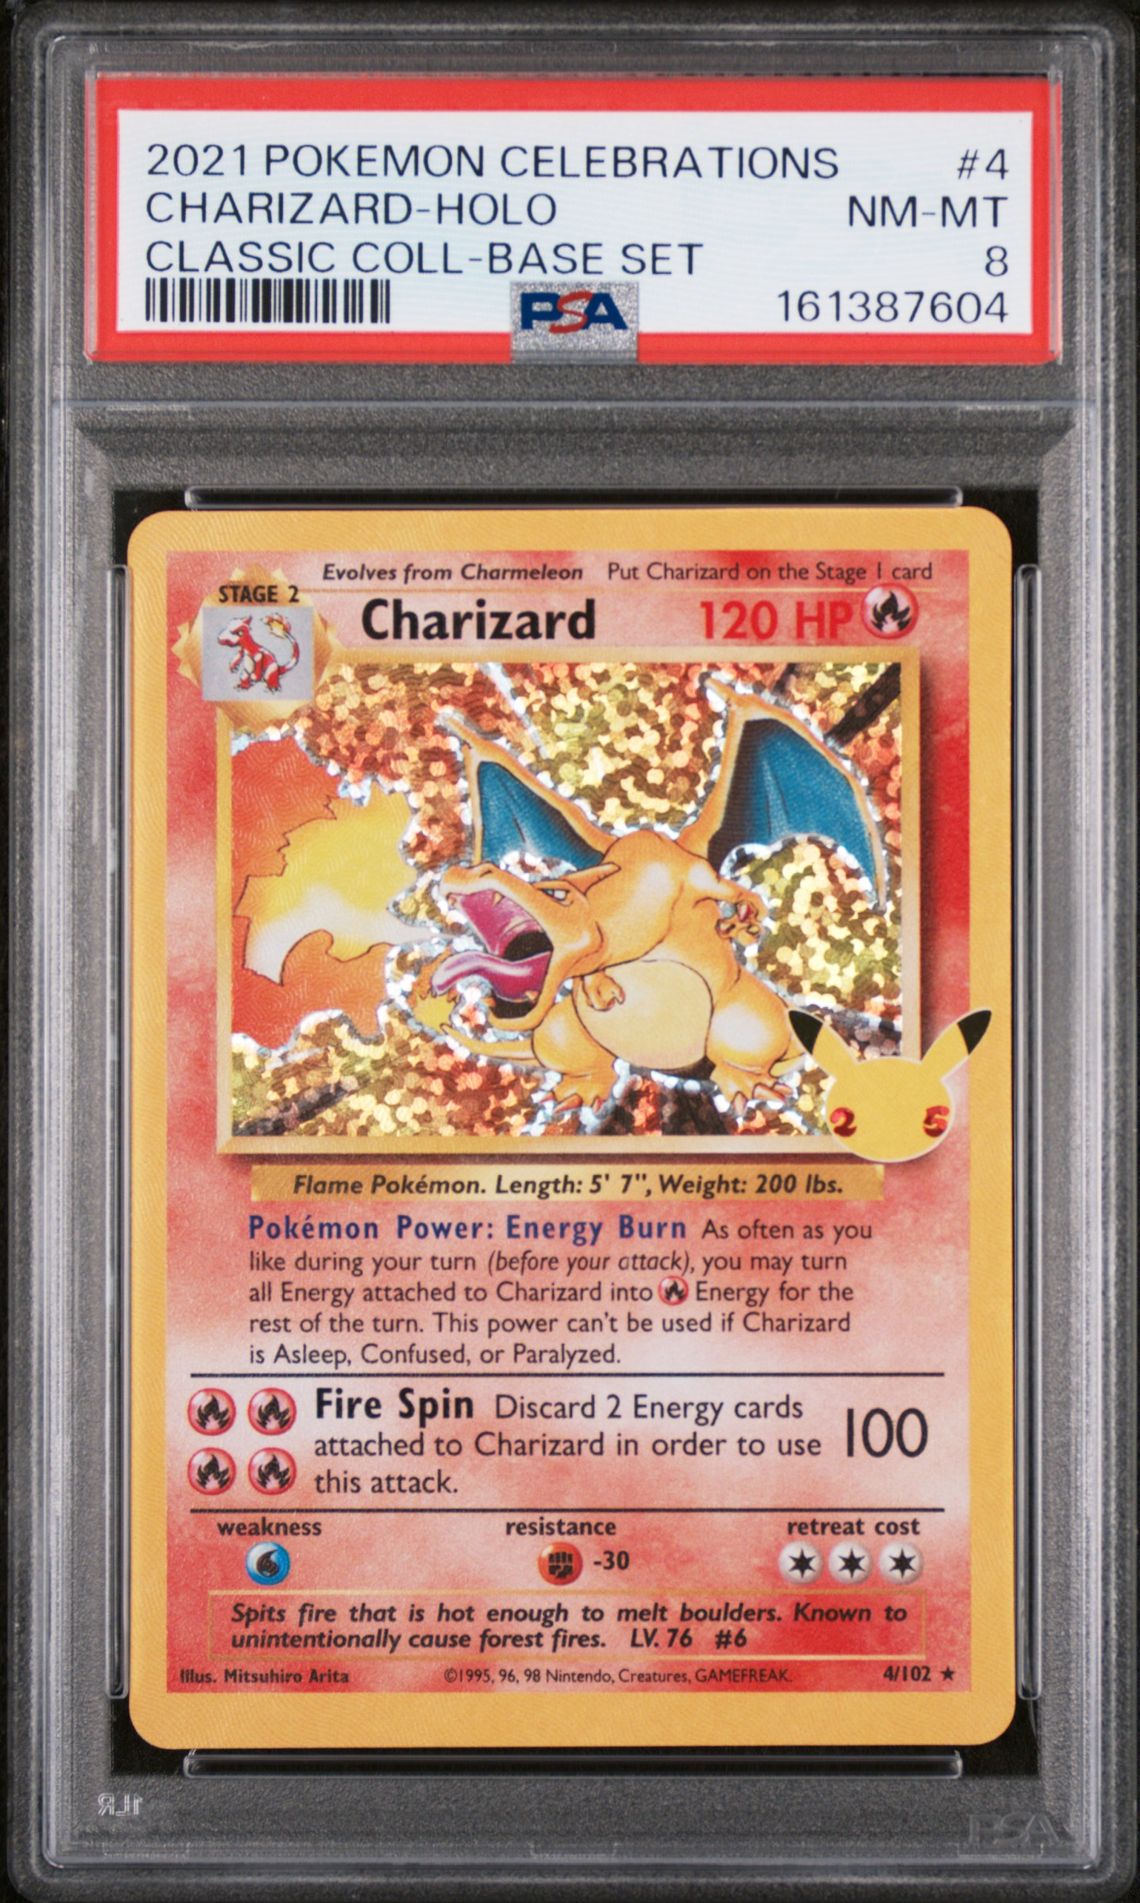 2021 POKEMON CELEBRATIONS #4
CHARIZARD-HOLO NM-MT
CLASSIC COLL-BASE SET 8
PSA 161387604
Evolves from Charmeleon Put Charizard on the Stage 1 card
STAGE 2
Charizard 120 HP
25
Flame Pokémon. Length: 5' 7", Weight: 200 lbs.
Pokémon Power: Energy Burn As often as you
like during your turn (before your attack), you may turn
all Energy attached to Charizard into Energy for the
rest of the turn. This power can't be used if Charizard
is Asleep, Confused, or Paralyzed.
Fire Spin Discard 2 Energy cards
attached to Charizard in order to use 100
this attack.
weakness resistance retreat cost
-30
Spits fire that is hot enough to melt boulders. Known to
unintentionally cause forest fires. LV. 76 #6
Illus. Mitsuhiro Arita ©1995, 96, 98 Nintendo, Creatures, GAMEFREAK. 4/102 ★
PSA